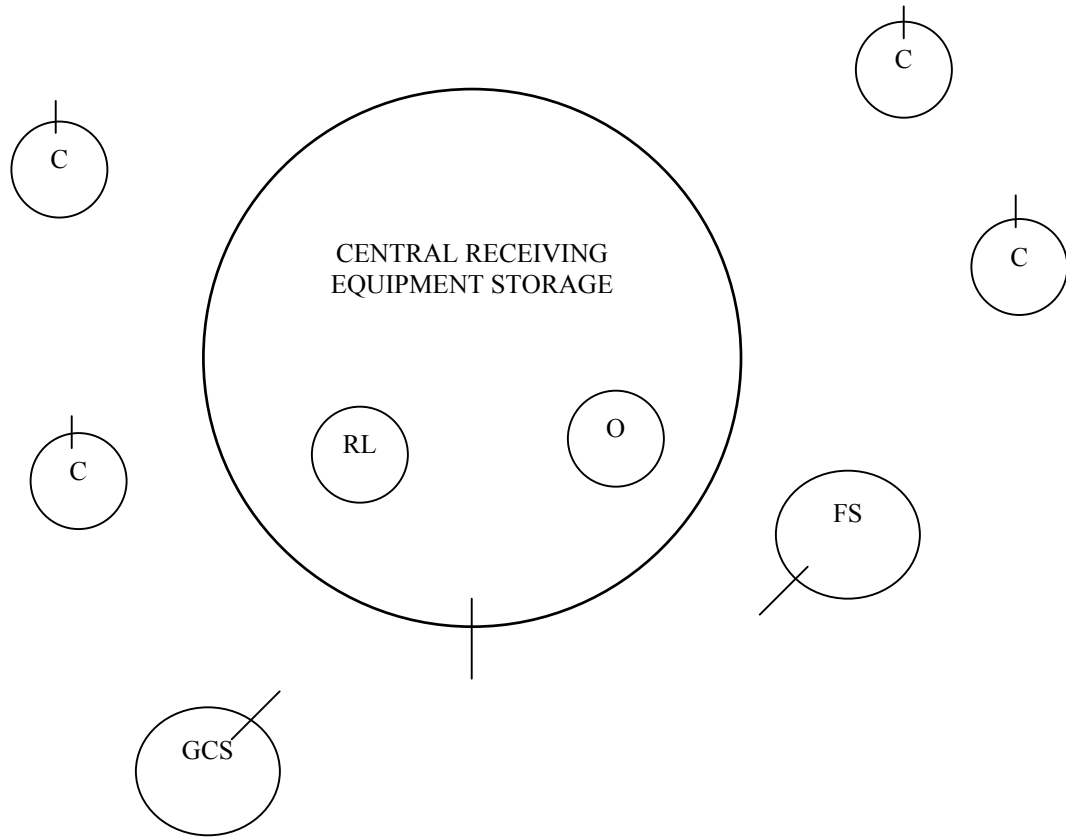 C
C
CENTRAL RECEIVING
EQUIPMENT STORAGE
C
RL
O
C
FS
GCS